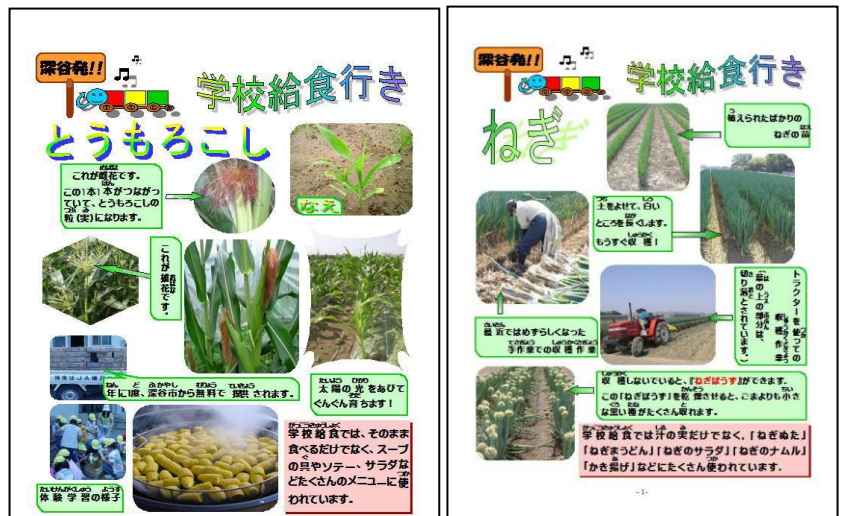 深谷発!!
学校給食行き
とうもろこし
なえ
これが雌花です。
この1本1本がつながっ
ていて、とうもろこしの
粒(実)になります。
これが雄花です。
年に1度、深谷市から無料で提供されます。
太陽の光をあびて
ぐんぐん育ちます!
体験学習の様子
学校給食では、そのまま
食べるだけでなく、スープ
の具やソテー、サラダな
どたくさんのメニューに使
われています。
深谷発!!
学校給食行き
ねぎ
植えられたばかりの
ねぎの苗
土をよせて、白い
ところを長くします。
もうすぐ収穫!
トラクターを使っての
収穫作業
(葉の上の部分は、
切り落とされています。)
最近ではめずらしくなった
手作業での収穫作業
収穫しないでいると、『ねぎぼうず』ができます。
この「ねぎぼうず」を乾燥させると、ごまよりも小さ
な黒い種がたくさん取れます。
学校給食では汁の実だけでなく、「ねぎぬた」
「ねぎまうどん」「ねぎのサラダ」「ねぎのナムル」
「かき揚げ」などにたくさん使われています。
- 1-